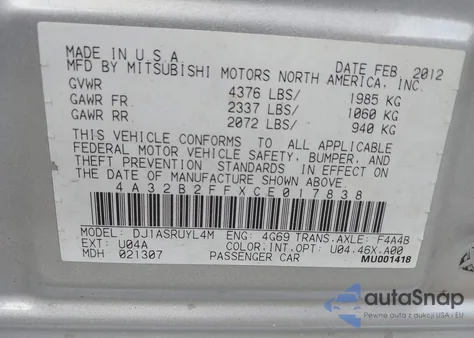 MADE IN U.S.A. DATE FEB 2012
MFD BY MITSUBISHI MOTORS NORTH AMERICA, INC.
GVWR 4376 LBS/ 1985 KG
GAWR FR. 2337 LBS/ 1060 KG
GAWR RR. 2072 LBS/ 940 KG
THIS VEHICLE CONFORMS TO ALL APPLICABLE
FEDERAL MOTOR VEHICLE SAFETY, BUMPER, AND
THEFT PREVENTION STANDARDS IN EFFECT ON
THE DATE OF MANUFACTURE SHOWN ABOVE.
4A32B2FFXCE017838
MODEL: DJ1ASRUYL4M ENG: 4G69 TRANS.AXLE: F4A4B
EXT: U04A COLOR,INT,OPT: U04,46X,A00
MDH 021307 PASSENGER CAR MU001418
autoSnap
Pewne auta z aukcji USA i EU